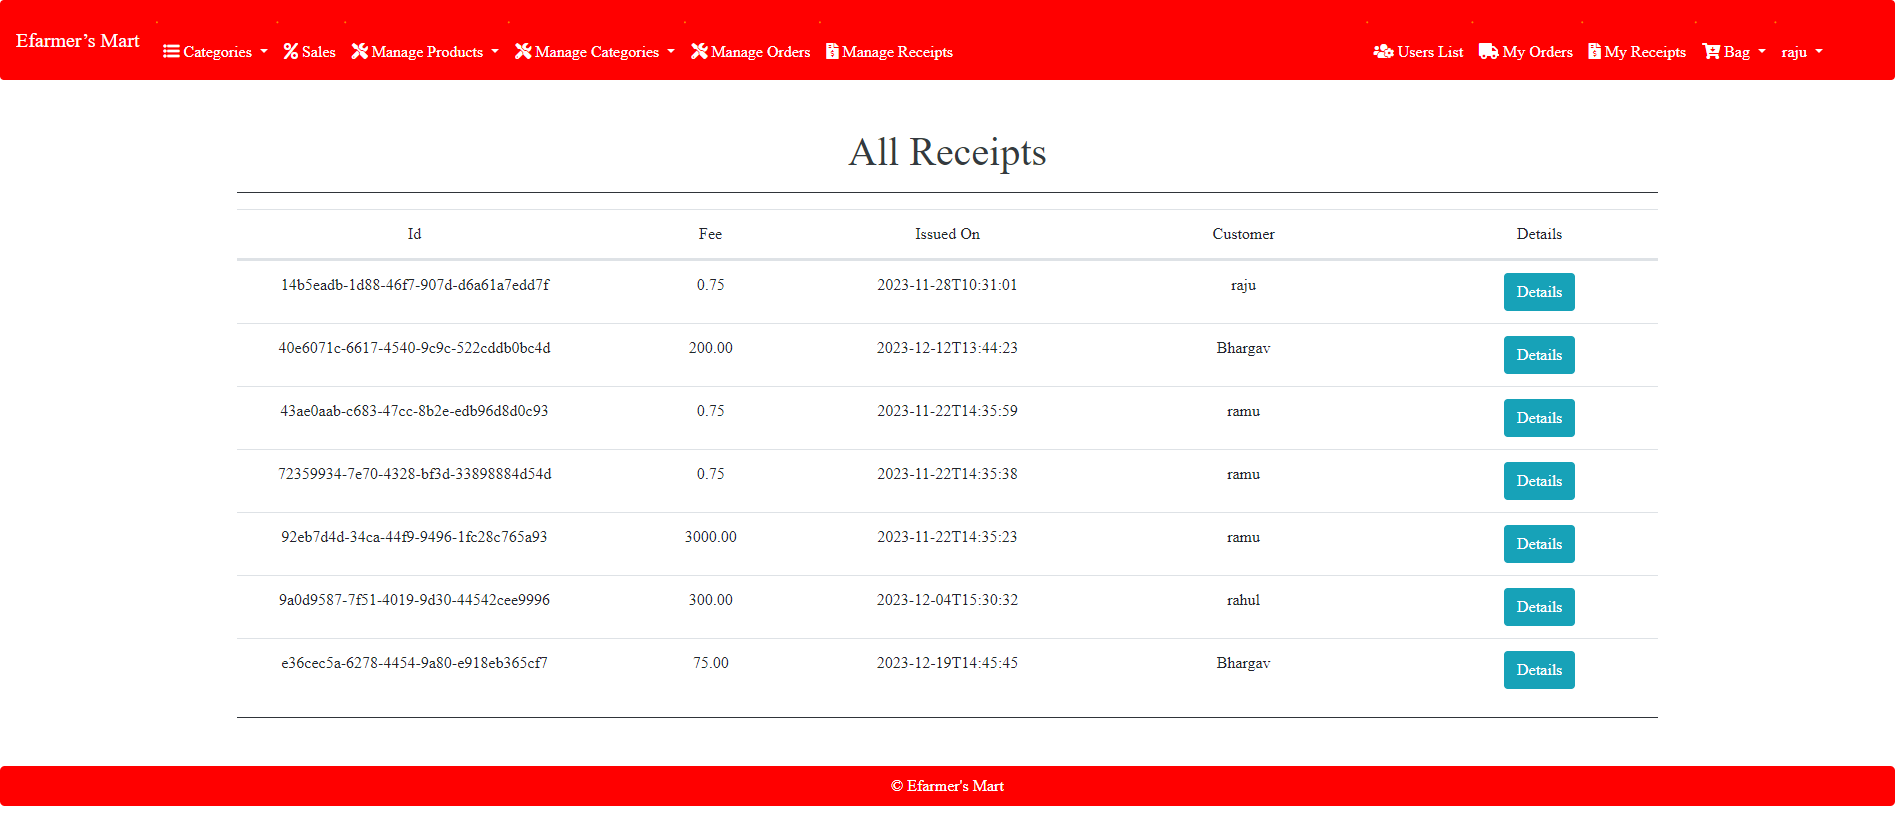 Efarmer’s Mart Categories Sales Manage Products Manage Categories Manage Orders Manage Receipts Users List My Orders My Receipts Bag raju
All Receipts
Id Fee Issued On Customer Details
14b5eadb-1d88-46f7-907d-d6a61a7edd7f 0.75 2023-11-28T10:31:01 raju Details
40e6071c-6617-4540-9c9c-522cddb0bc4d 200.00 2023-12-12T13:44:23 Bhargav Details
43ae0aab-c683-47cc-8b2e-edb96d8d0c93 0.75 2023-11-22T14:35:59 ramu Details
72359934-7e70-4328-bf3d-33898884d54d 0.75 2023-11-22T14:35:38 ramu Details
92eb7d4d-34ca-44f9-9496-1fc28c765a93 3000.00 2023-11-22T14:35:23 ramu Details
9a0d9587-7f51-4019-9d30-44542cee9996 300.00 2023-12-04T15:30:32 rahul Details
e36cec5a-6278-4454-9a80-e918eb365cf7 75.00 2023-12-19T14:45:45 Bhargav Details
© Efarmer's Mart